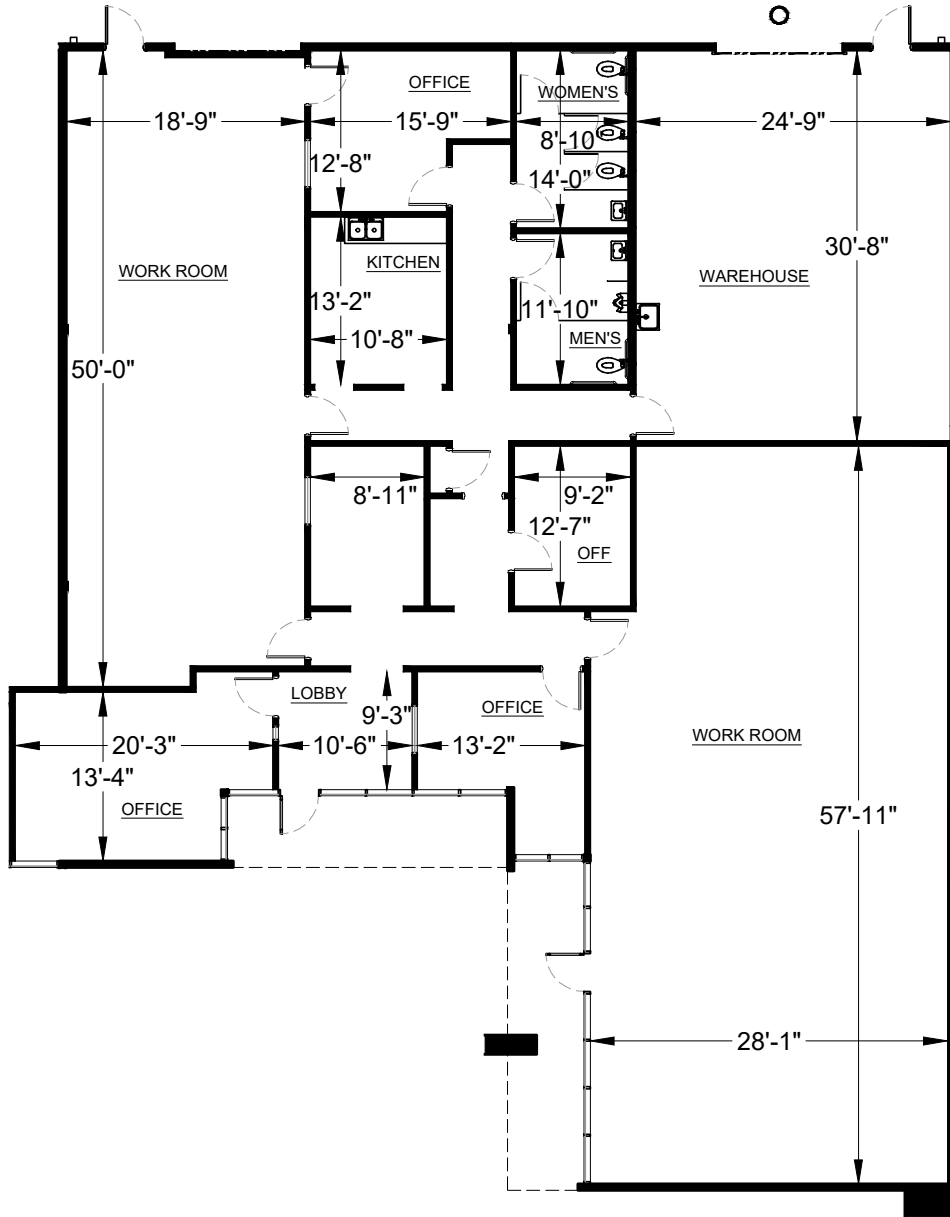 OFFICE
WOMEN'S
18'-9"
15'-9"
8'-10"
24'-9"
12'-8"
14'-0"
30'-8"
KITCHEN
WORK ROOM
WAREHOUSE
13'-2"
11'-10"
10'-8"
MEN'S
50'-0"
8'-11"
9'-2"
12'-7"
OFF
LOBBY
9'-3"
OFFICE
20'-3"
10'-6"
13'-2"
WORK ROOM
13'-4"
OFFICE
57'-11"
28'-1"